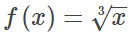 f(x) = ∛x